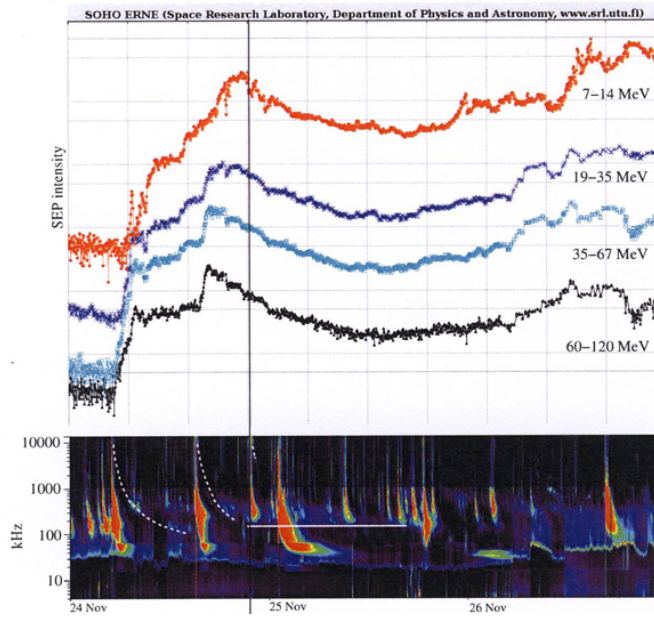 SOHO ERNE (Space Research Laboratory, Department of Physics and Astronomy, www.srl.utu.fi)
SEP intensity
7–14 MeV
19–35 MeV
35–67 MeV
60–120 MeV
kHz
10000
1000
100
10
24 Nov
25 Nov
26 Nov